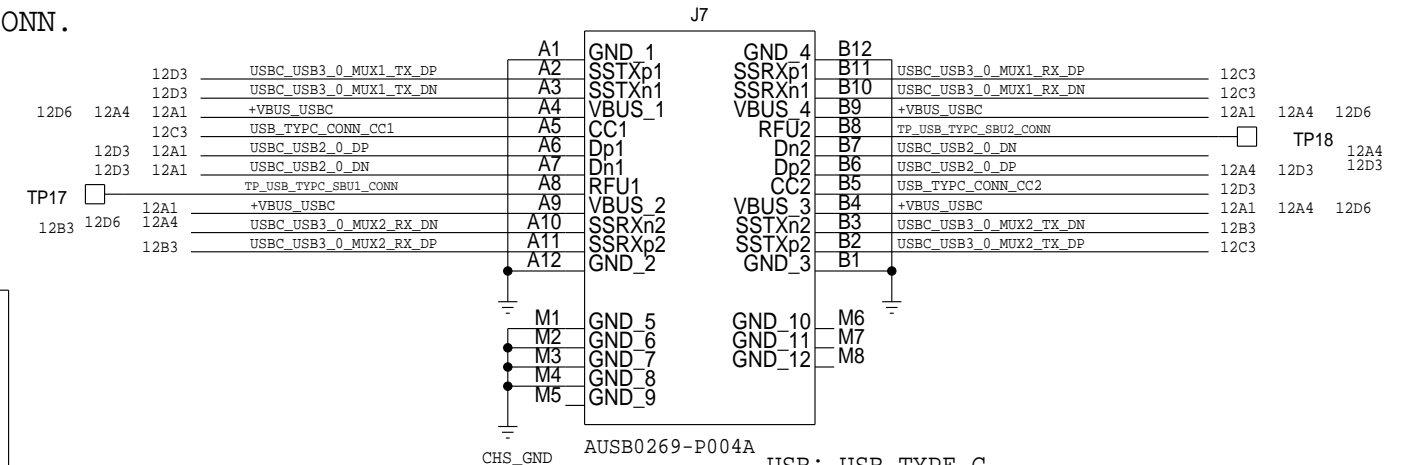 ONN.
J7
A1 GND_1 GND_4 B12
12D3 USBC_USB3_0_MUX1_TX_DP A2 SSTXp1 SSRXp1 B11 USBC_USB3_0_MUX1_RX_DP 12C3
12D3 USBC_USB3_0_MUX1_TX_DN A3 SSTXn1 SSRXn1 B10 USBC_USB3_0_MUX1_RX_DN 12C3
12D6 12A4 12A1 +VBUS_USBC A4 VBUS_1 VBUS_4 B9 +VBUS_USBC 12A1 12A4 12D6
12C3 USB_TYPC_CONN_CC1 A5 CC1 RFU2 B8 TP_USB_TYPC_SBU2_CONN TP18
12D3 12A1 USBC_USB2_0_DP A6 Dp1 Dn2 B7 USBC_USB2_0_DN 12A4 12D3
12D3 12A1 USBC_USB2_0_DN A7 Dn1 Dp2 B6 USBC_USB2_0_DP 12A4 12D3
TP17 TP_USB_TYPC_SBU1_CONN A8 RFU1 CC2 B5 USB_TYPC_CONN_CC2 12D3
12A1 +VBUS_USBC A9 VBUS_2 VBUS_3 B4 +VBUS_USBC 12A1 12A4 12D6
12B3 12D6 12A4 USBC_USB3_0_MUX2_RX_DN A10 SSRXn2 SSTXn2 B3 USBC_USB3_0_MUX2_TX_DN 12B3
12B3 USBC_USB3_0_MUX2_RX_DP A11 SSRXp2 SSTXp2 B2 USBC_USB3_0_MUX2_TX_DP 12C3
A12 GND_2 GND_3 B1
M1 GND_5 GND_10 M6
M2 GND_6 GND_11 M7
M3 GND_7 GND_12 M8
M4 GND_8
M5 GND_9
CHS_GND
AUSB0269-P004A
USB: USB TYPE C